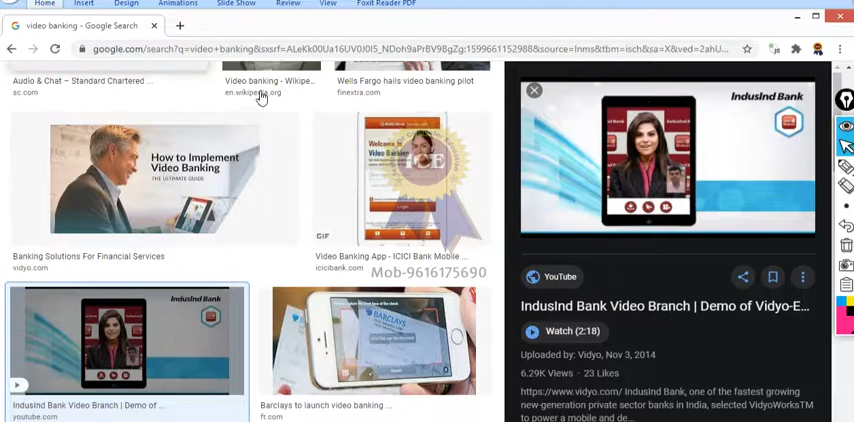 Home Insert Design Animations Slide Show Review View Foxit Reader PDF
video banking - Google Search
google.com/search?q=video+banking&sxsrf=ALeKk00Ua16UV0J0I5_NDoh9aPrBV9BgZg:1599661152988&source=lnms&tbm=isch&sa=X&ved=2ahU...
Audio & Chat – Standard Chartered ...
sc.com
Video banking - Wikipe...
en.wikipedia.org
Wells Fargo hails video banking pilot
finextra.com
How to Implement
Video Banking
THE ULTIMATE GUIDE
Banking Solutions For Financial Services
vidyo.com
Welcome to
Video Banking
Login
ICE
GIF
Video Banking App - ICICI Bank Mobile ...
icicibank.com
Mob-9616175690
IndusInd Bank
IndusInd Bank Video Branch | Demo of ...
youtube.com
BARCLAYS
Barclays to launch video banking ...
ft.com
IndusInd Bank
YouTube
IndusInd Bank Video Branch | Demo of Vidyo-E...
Watch (2:18)
Uploaded by: Vidyo, Nov 3, 2014
6.29K Views · 23 Likes
https://www.vidyo.com/ IndusInd Bank, one of the fastest growing
new-generation private sector banks in India, selected VidyoWorksTM
to power a mobile and de...